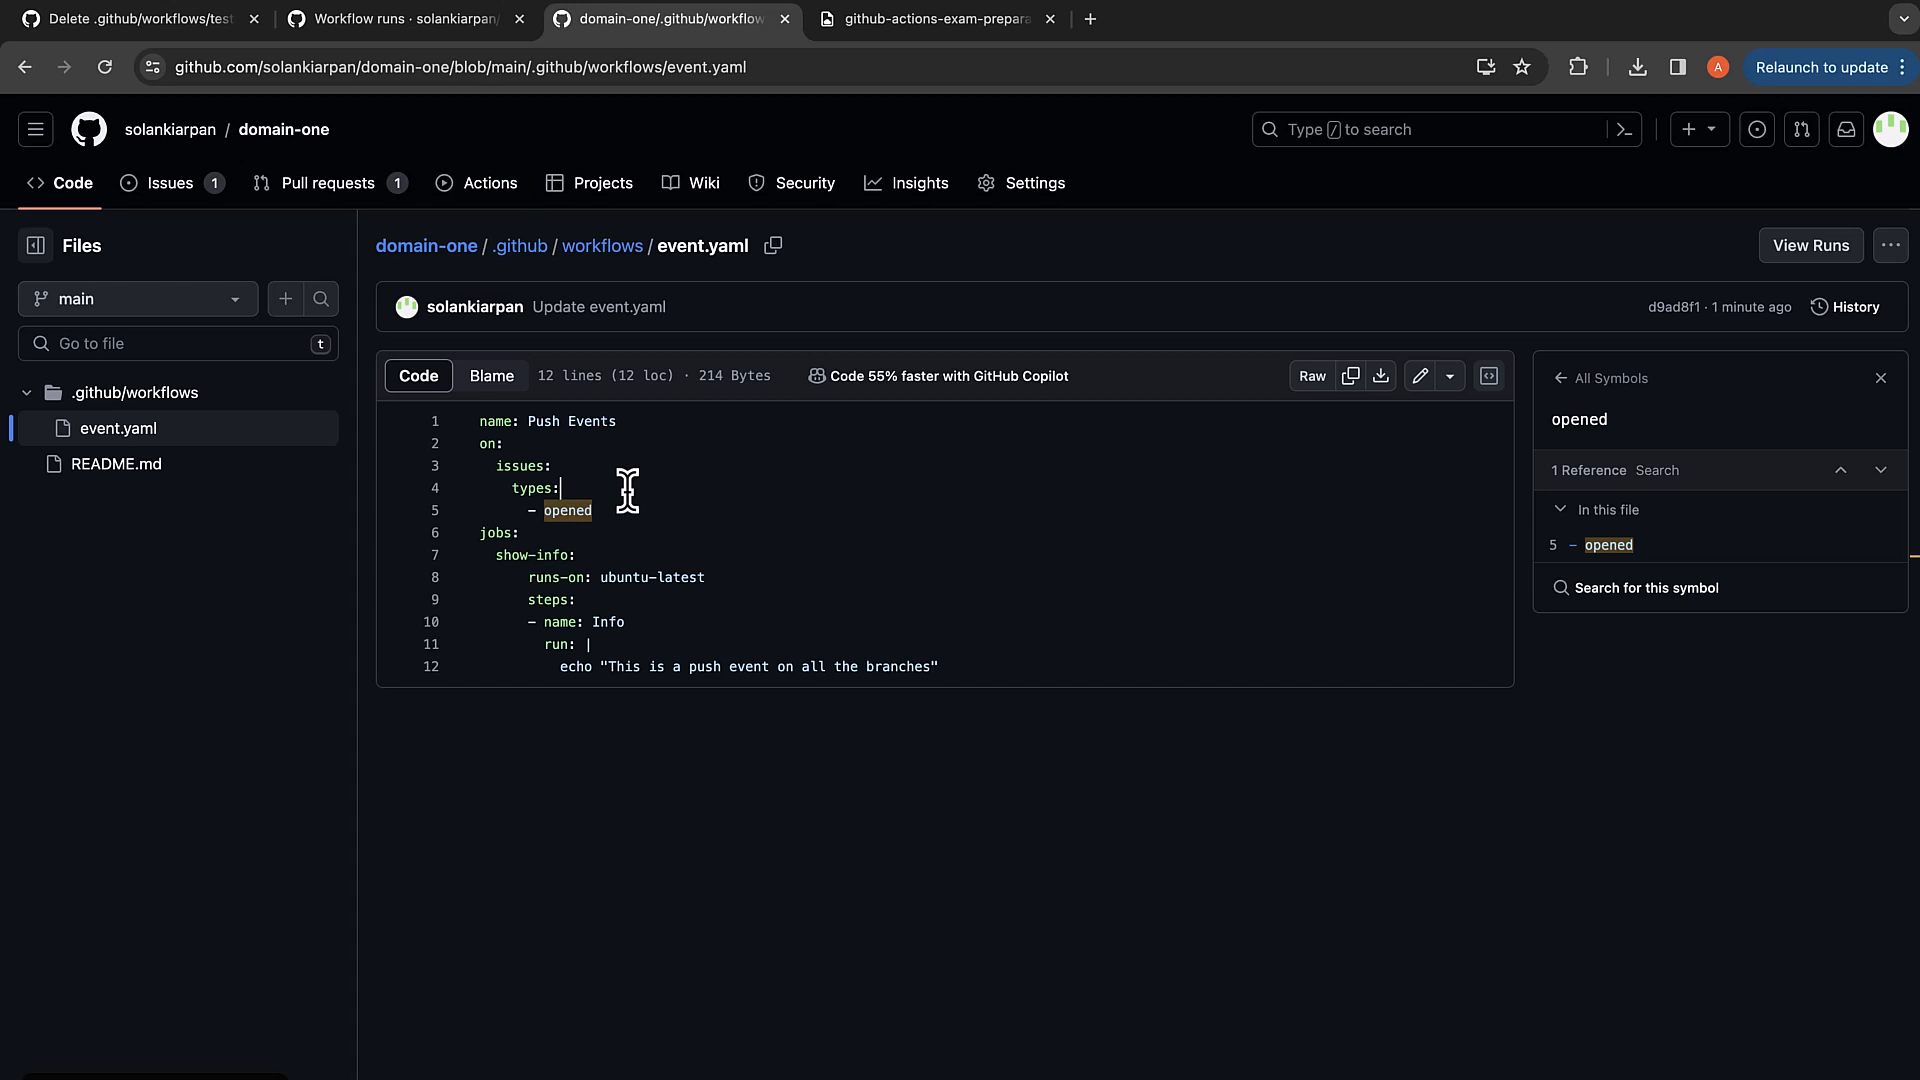 Delete .github/workflows/test
Workflow runs · solankiarpan/
domain-one/.github/workflow
github-actions-exam-prepara
github.com/solankiarpan/domain-one/blob/main/.github/workflows/event.yaml
Relaunch to update
A
solankiarpan / domain-one
Type / to search
Code
Issues 1
Pull requests 1
Actions
Projects
Wiki
Security
Insights
Settings
Files
main
Go to file
t
.github/workflows
event.yaml
README.md
domain-one / .github / workflows / event.yaml
View Runs
solankiarpan Update event.yaml
d9ad8f1 · 1 minute ago
History
Code
Blame
12 lines (12 loc) · 214 Bytes
Code 55% faster with GitHub Copilot
Raw
1 name: Push Events
2 on:
3 issues:
4 types:
5 - opened
6 jobs:
7 show-info:
8 runs-on: ubuntu-latest
9 steps:
10 - name: Info
11 run: |
12 echo "This is a push event on all the branches"
All Symbols
opened
1 Reference Search
In this file
5 - opened
Search for this symbol